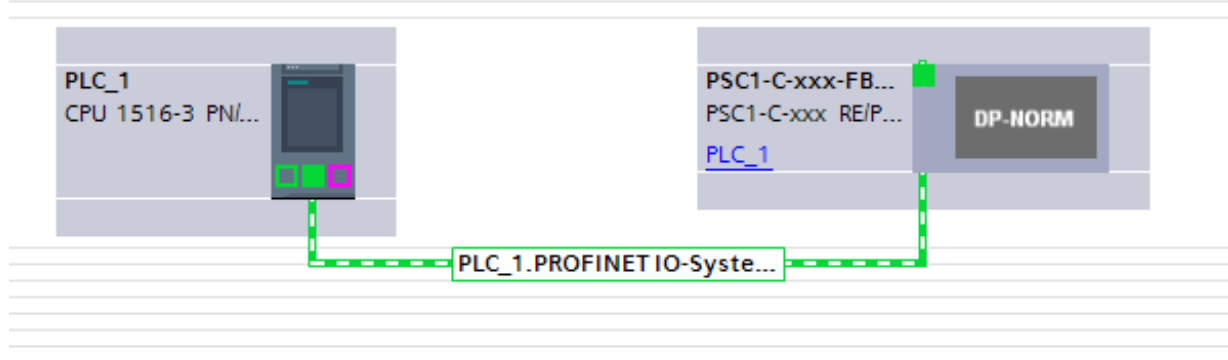 PLC_1
CPU 1516-3 PN/...
PSC1-C-xxx-FB...
PSC1-C-xxx RE/P...
PLC_1
DP-NORM
PLC_1.PROFINET IO-Syste...